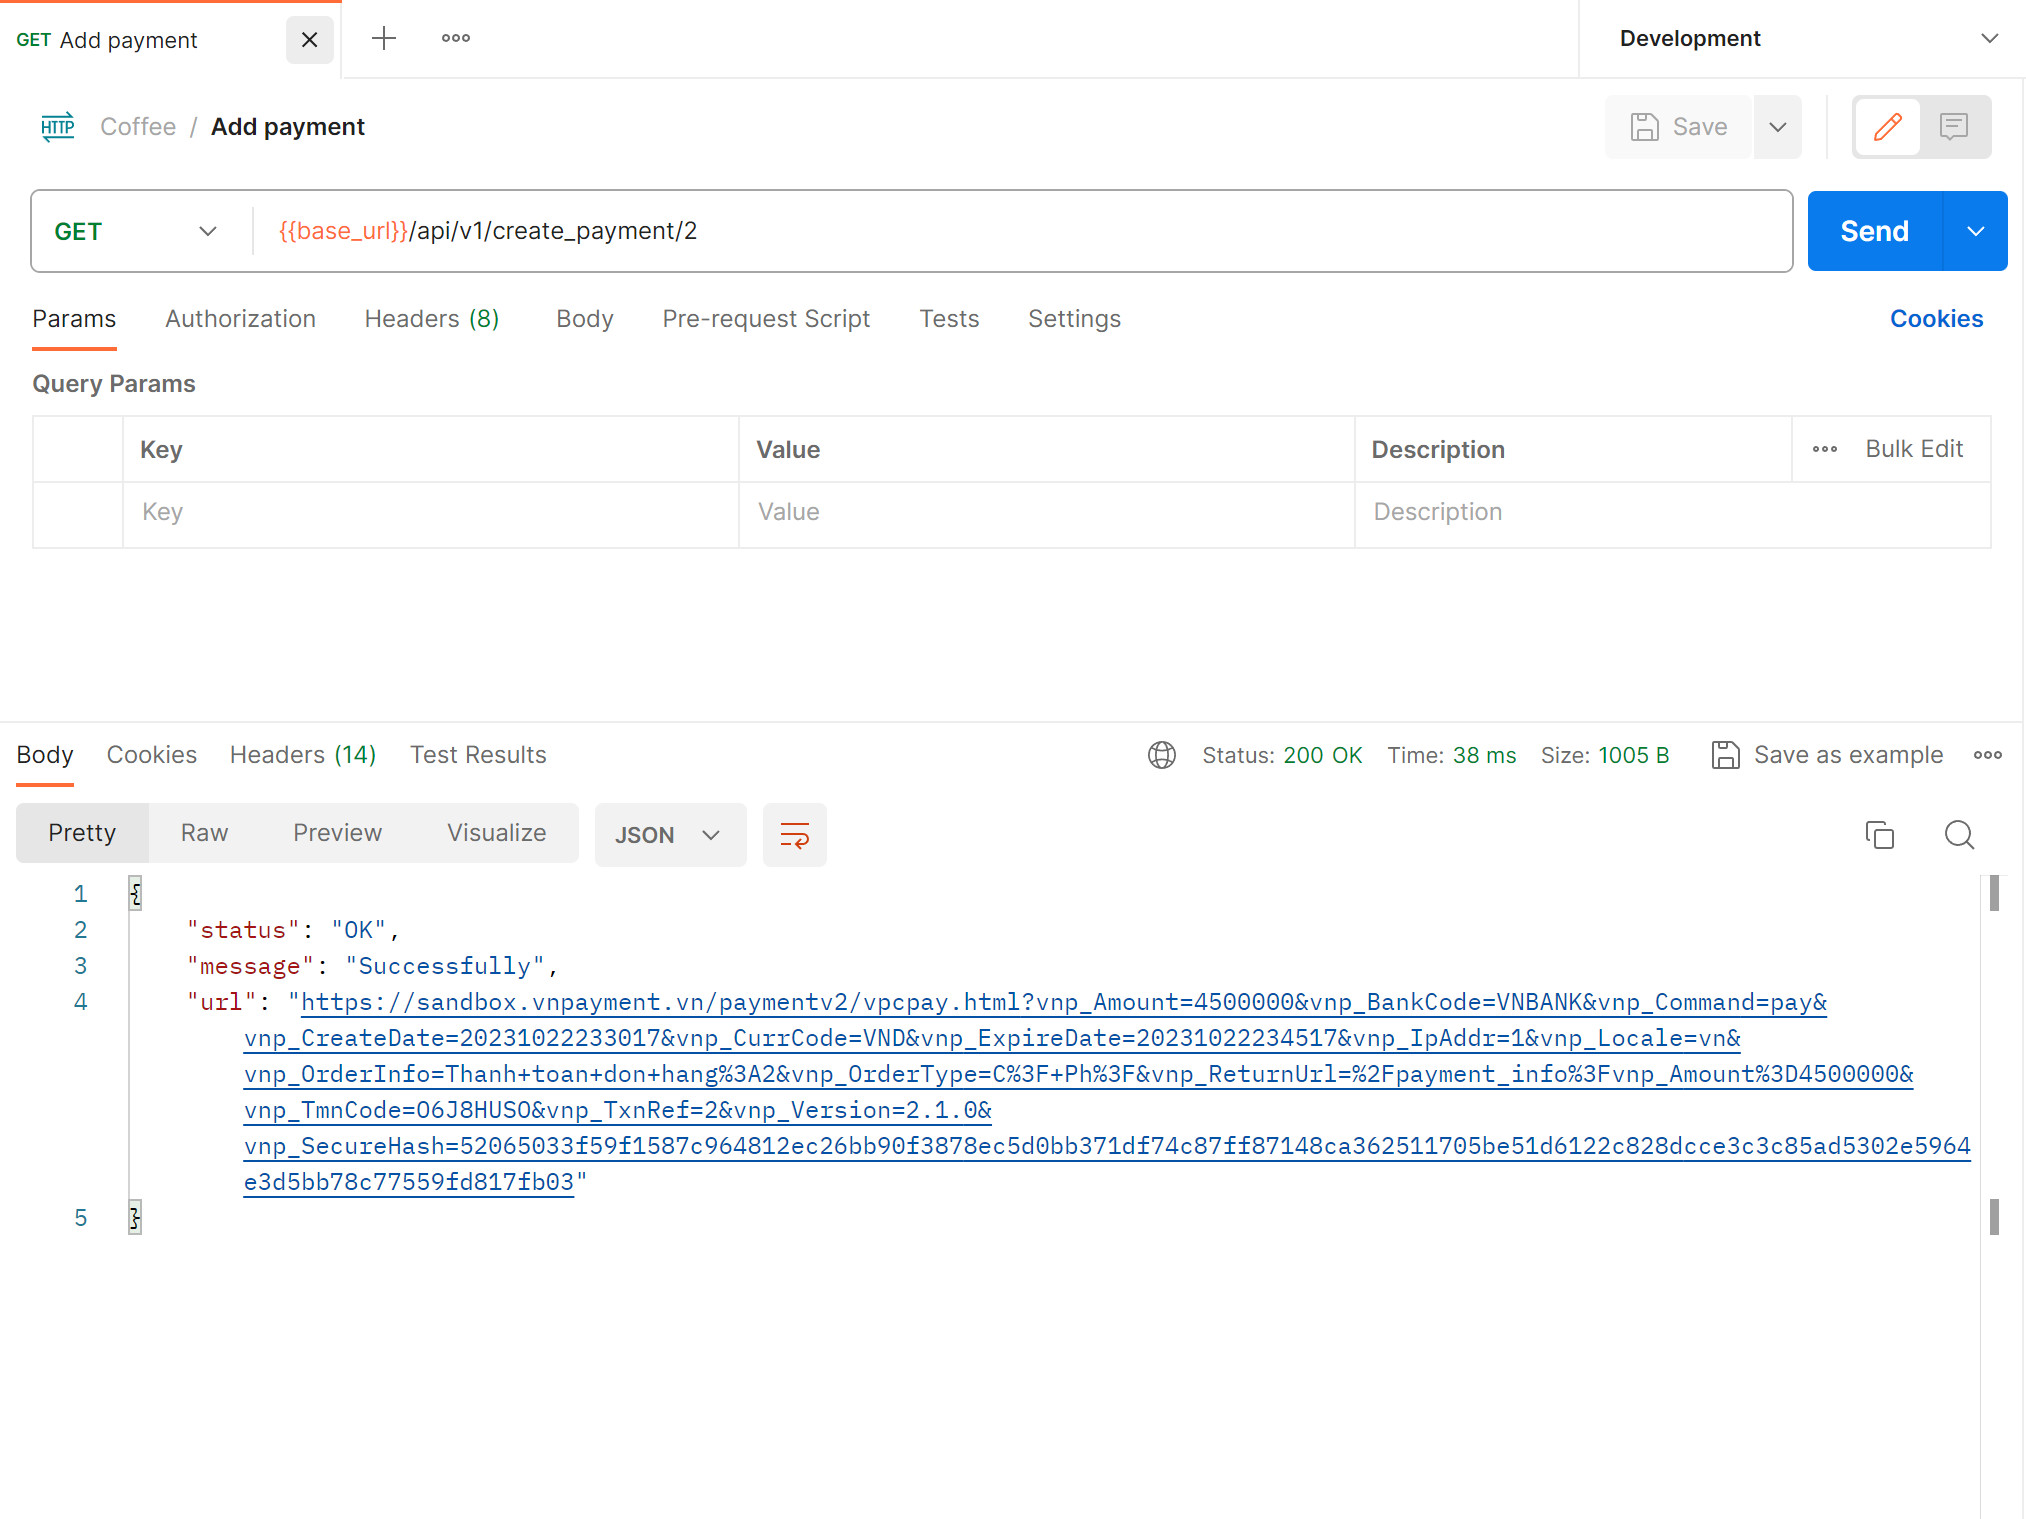 GET Add payment
Development
HTTP Coffee / Add payment
Save
GET {{base_url}}/api/v1/create_payment/2
Send
Params Authorization Headers (8) Body Pre-request Script Tests Settings Cookies
Query Params
Key Value Description Bulk Edit
Key Value Description
Body Cookies Headers (14) Test Results Status: 200 OK Time: 38 ms Size: 1005 B Save as example
Pretty Raw Preview Visualize JSON
1 {
2 "status": "OK",
3 "message": "Successfully",
4 "url": "https://sandbox.vnpayment.vn/paymentv2/vpcpay.html?vnp_Amount=4500000&vnp_BankCode=VNBANK&vnp_Command=pay&
vnp_CreateDate=20231022233017&vnp_CurrCode=VND&vnp_ExpireDate=20231022234517&vnp_IpAddr=1&vnp_Locale=vn&
vnp_OrderInfo=Thanh+toan+don+hang%3A2&vnp_OrderType=C%3F+Ph%3F&vnp_ReturnUrl=%2Fpayment_info%3Fvnp_Amount%3D4500000&
vnp_TmnCode=O6J8HUSO&vnp_TxnRef=2&vnp_Version=2.1.0&
vnp_SecureHash=52065033f59f1587c964812ec26bb90f3878ec5d0bb371df74c87ff87148ca362511705be51d6122c828dcce3c3c85ad5302e5964
e3d5bb78c77559fd817fb03"
5 }